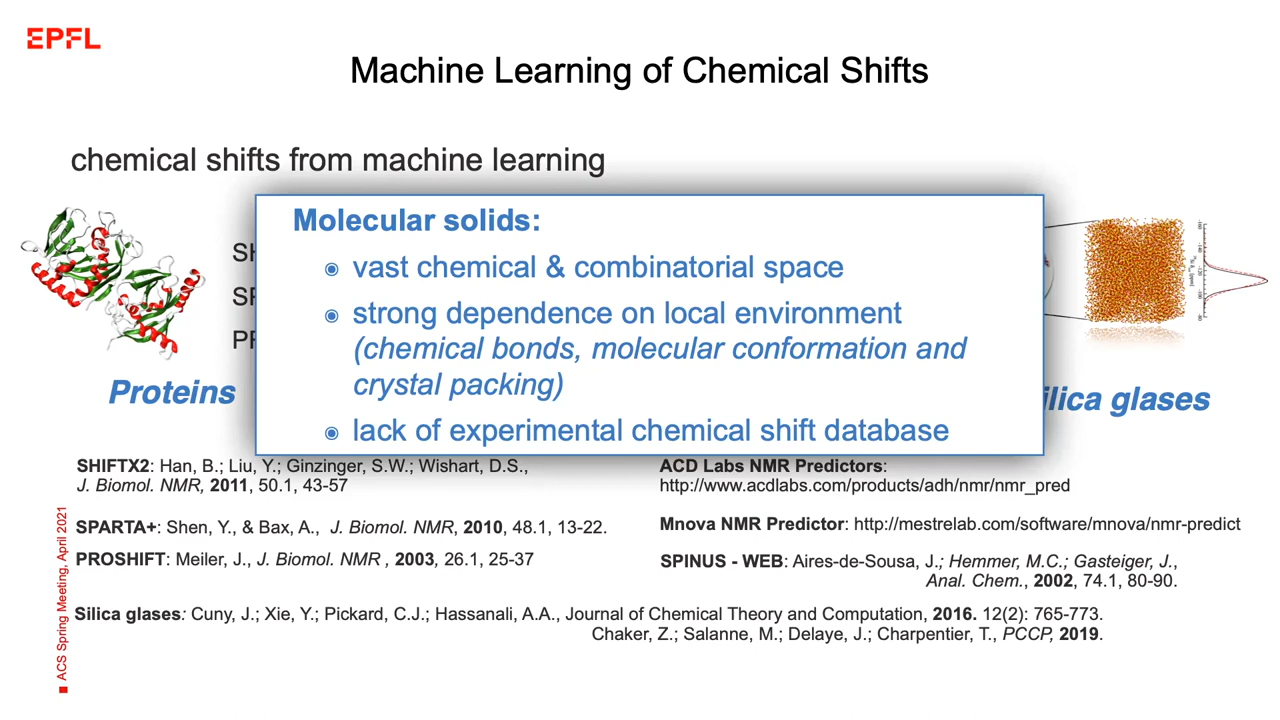 EPFL
Machine Learning of Chemical Shifts
chemical shifts from machine learning
Molecular solids:
vast chemical & combinatorial space
strong dependence on local environment
(chemical bonds, molecular conformation and
crystal packing)
lack of experimental chemical shift database
Proteins
ilica glases
SHIFTX2: Han, B.; Liu, Y.; Ginzinger, S.W.; Wishart, D.S.,
J. Biomol. NMR, 2011, 50.1, 43-57
SPARTA+: Shen, Y., & Bax, A., J. Biomol. NMR, 2010, 48.1, 13-22.
PROSHIFT: Meiler, J., J. Biomol. NMR , 2003, 26.1, 25-37
ACD Labs NMR Predictors:
http://www.acdlabs.com/products/adh/nmr/nmr_pred
Mnova NMR Predictor: http://mestrelab.com/software/mnova/nmr-predict
SPINUS - WEB: Aires-de-Sousa, J.; Hemmer, M.C.; Gasteiger, J.,
Anal. Chem., 2002, 74.1, 80-90.
Silica glases: Cuny, J.; Xie, Y.; Pickard, C.J.; Hassanali, A.A., Journal of Chemical Theory and Computation, 2016. 12(2): 765-773.
Chaker, Z.; Salanne, M.; Delaye, J.; Charpentier, T., PCCP, 2019.
ACS Spring Meeting, April 2021